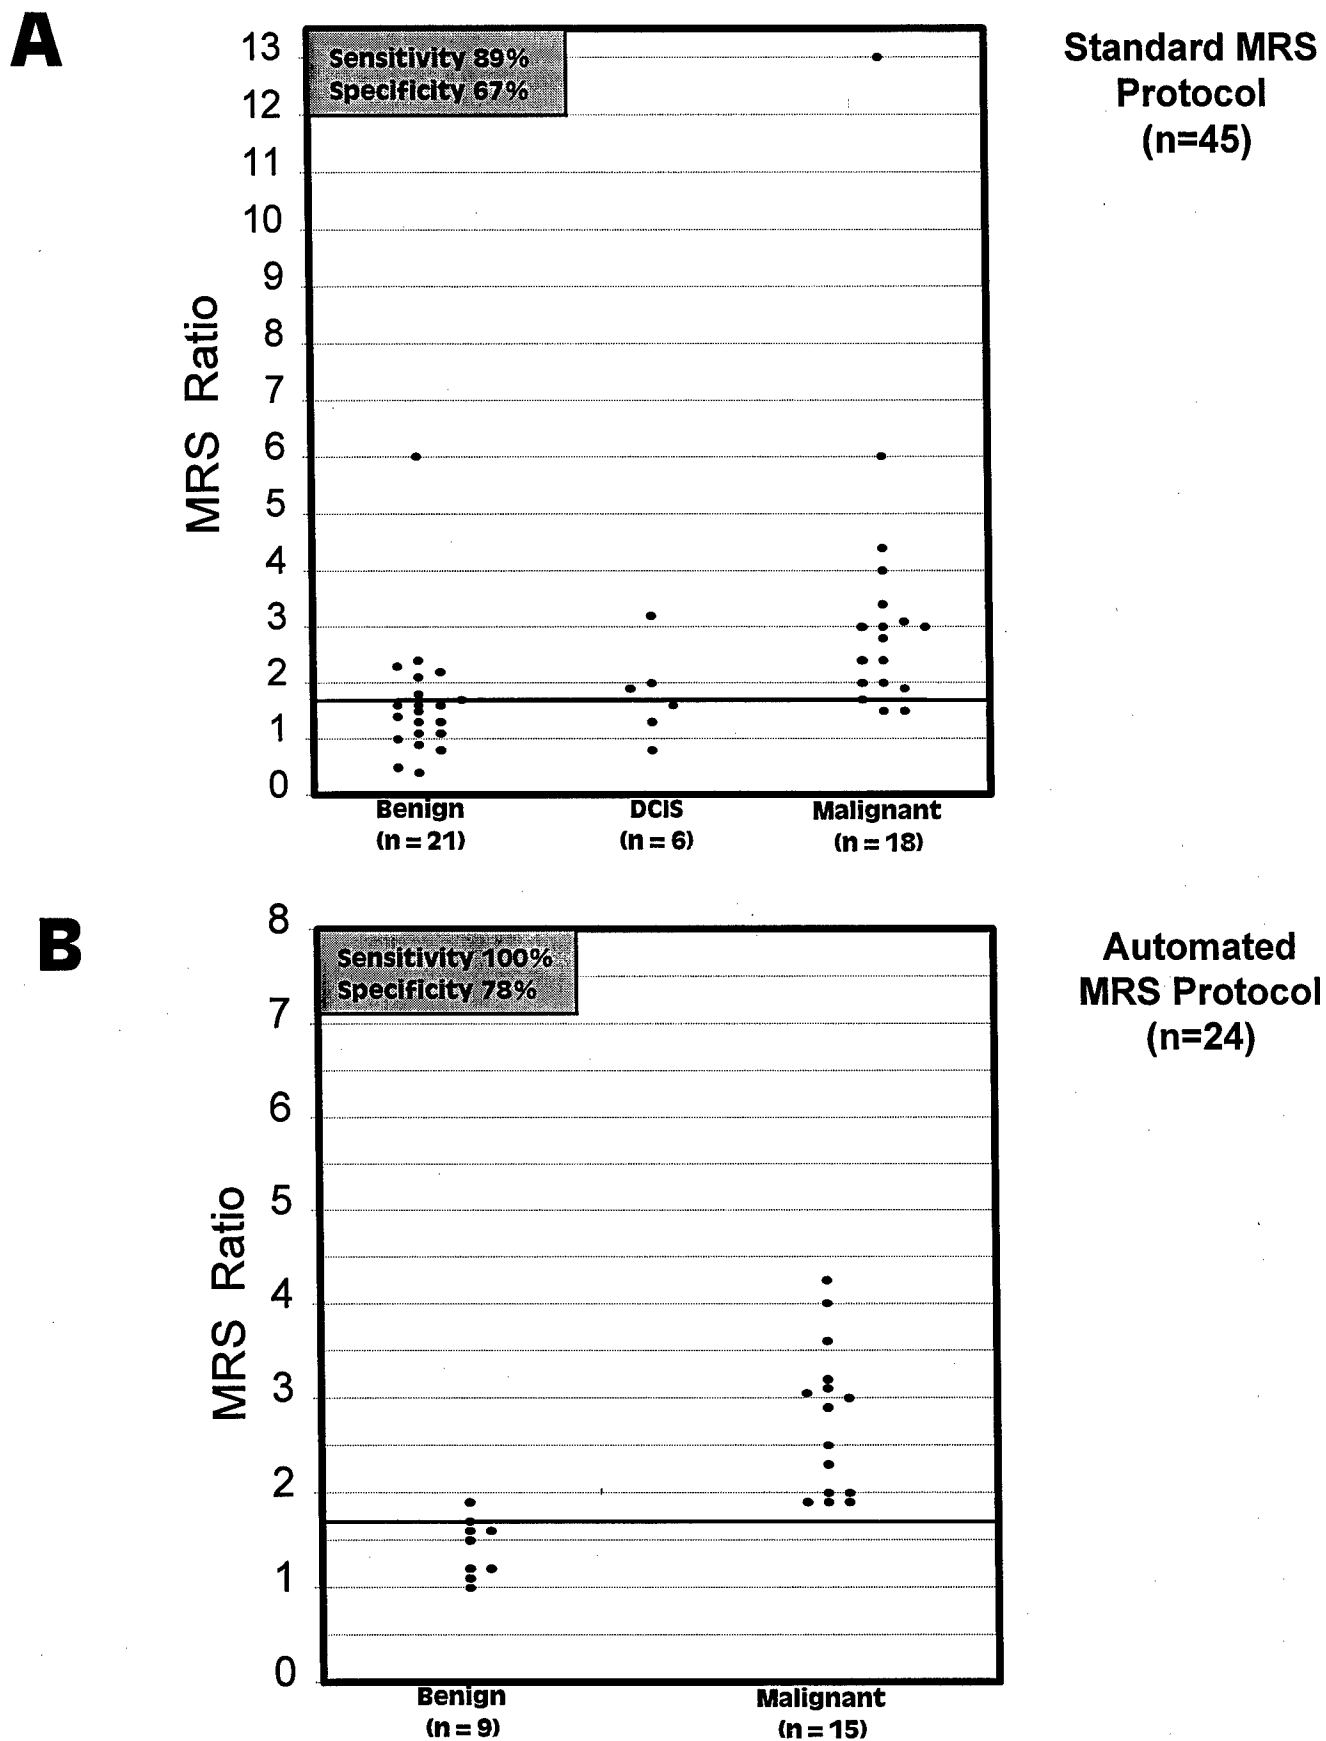 A
Standard MRS
Protocol
(n=45)
Sensitivity 89%
Specificity 67%
13
12
11
10
9
8
7
6
5
4
3
2
1
0
MRS Ratio
Benign
(n = 21)
DCIS
(n = 6)
Malignant
(n = 18)
B
Automated
MRS Protocol
(n=24)
Sensitivity 100%
Specificity 78%
8
7
6
5
4
3
2
1
0
MRS Ratio
Benign
(n = 9)
Malignant
(n = 15)